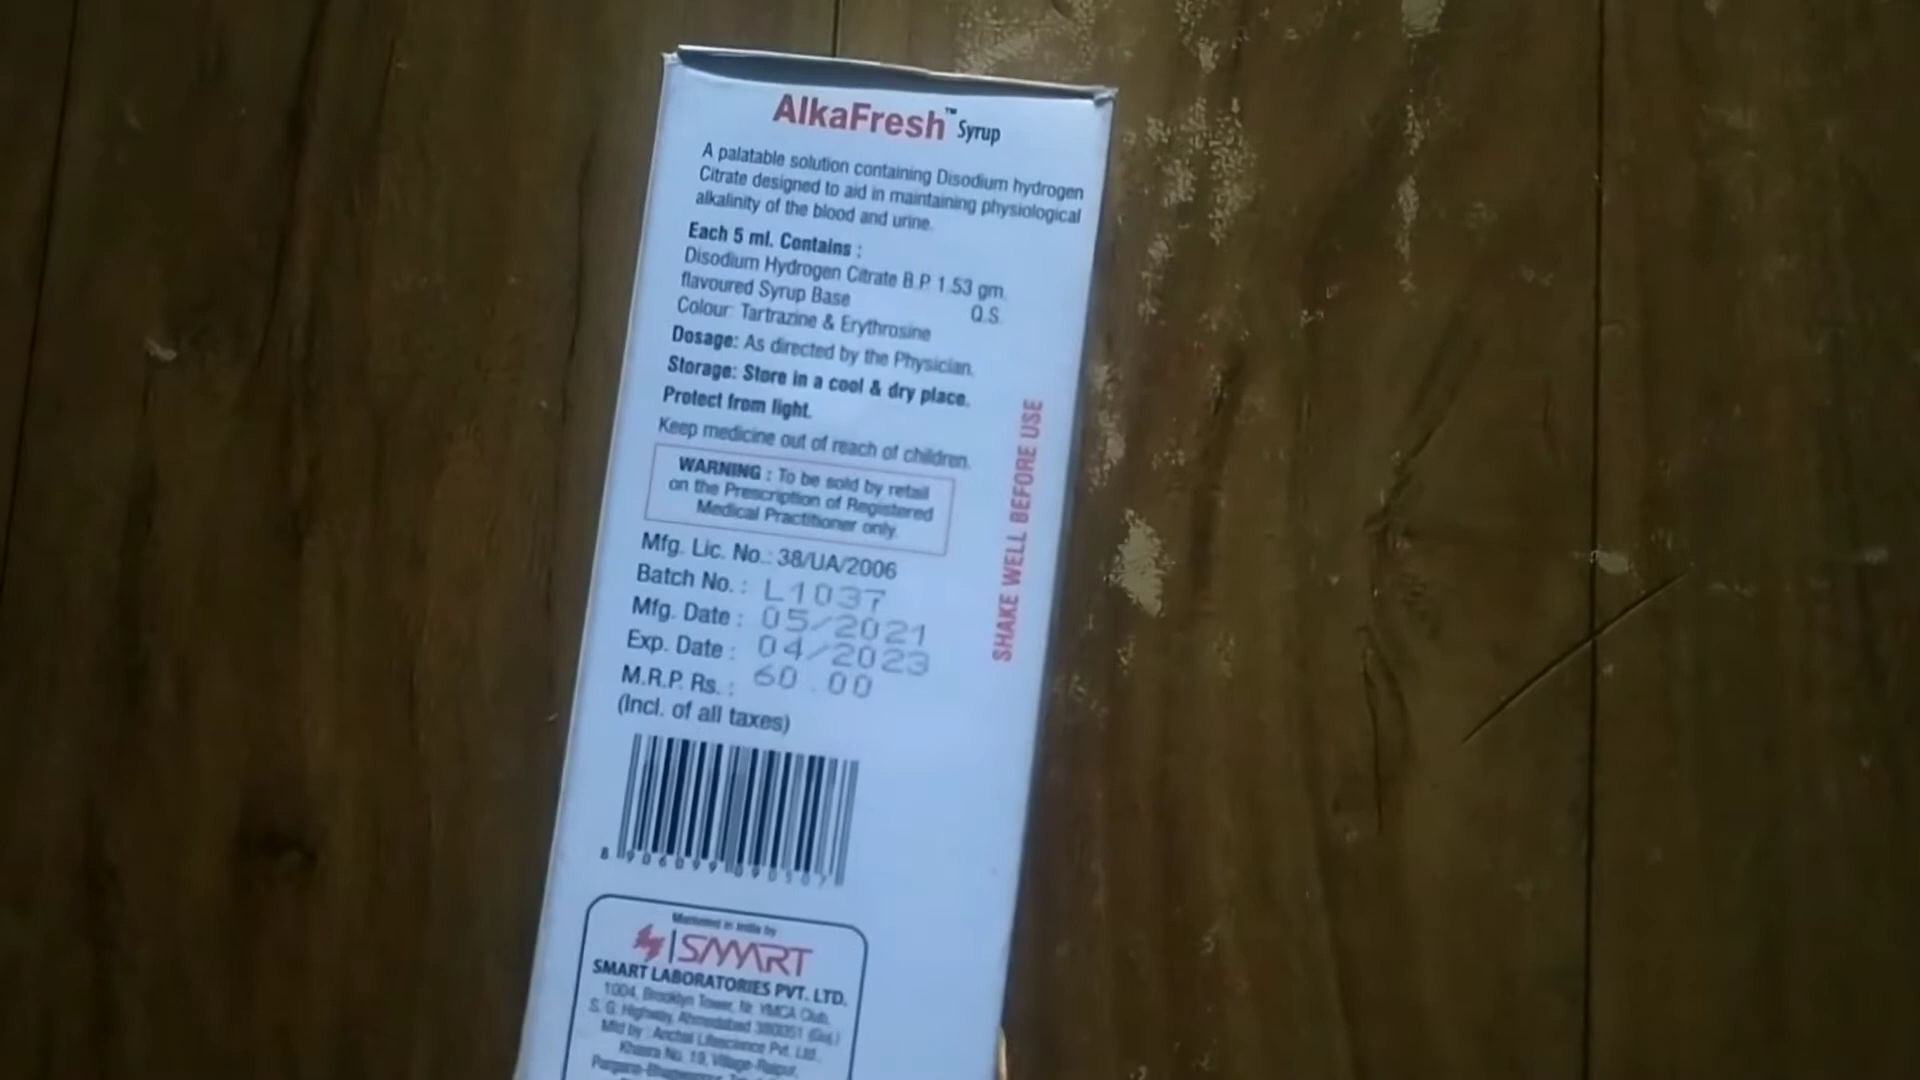 AlkaFresh™ Syrup
A palatable solution containing Disodium hydrogen
Citrate designed to aid in maintaining physiological
alkalinity of the blood and urine.
Each 5 ml. Contains :
Disodium Hydrogen Citrate B.P. 1.53 gm.
flavoured Syrup Base Q.S.
Colour: Tartrazine & Erythrosine
Dosage: As directed by the Physician.
Storage: Store in a cool & dry place.
Protect from light.
Keep medicine out of reach of children.
WARNING : To be sold by retail
on the Prescription of Registered
Medical Practitioner only.
SHAKE WELL BEFORE USE
Mfg. Lic. No.: 38/UA/2006
Batch No. : L1037
Mfg. Date : 05/2021
Exp. Date : 04/2023
M.R.P. Rs. : 60.00
(Incl. of all taxes)
in India by
SMART
SMART LABORATORIES PVT. LTD.
1004, Brooklyn Tower, Nr. YMCA Club,
S. G. Highway, Ahmedabad 380051 (Guj.)
Mfd by : Lifescience Pvt. Ltd.,
Khasra No. 19, Village-Raipur,